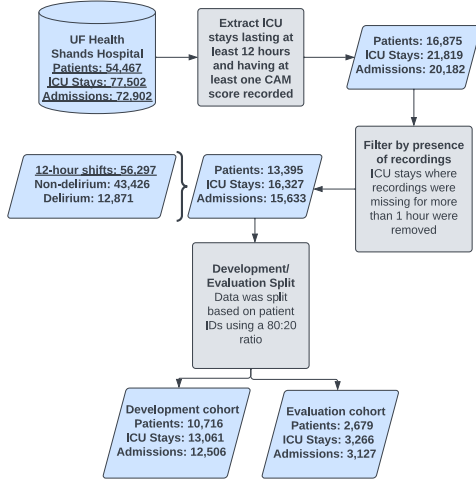 UF Health
Shands Hospital
Patients: 54,467
ICU Stays: 77,502
Admissions: 72,902
Extract ICU
stays lasting at
least 12 hours
and having at
least one CAM
score recorded
Patients: 16,875
ICU Stays: 21,819
Admissions: 20,182
Filter by presence
of recordings
ICU stays where
recordings were
missing for more
than 1 hour were
removed
Patients: 13,395
ICU Stays: 16,327
Admissions: 15,633
12-hour shifts: 56,297
Non-delirium: 43,426
Delirium: 12,871
Development/
Evaluation Split
Data was split
based on patient
IDs using a 80:20
ratio
Development cohort
Patients: 10,716
ICU Stays: 13,061
Admissions: 12,506
Evaluation cohort
Patients: 2,679
ICU Stays: 3,266
Admissions: 3,127